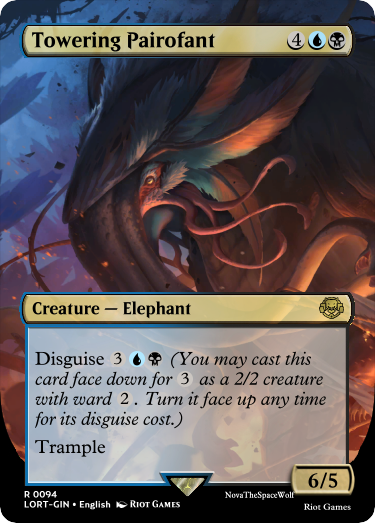 Towering Pairofant 4
Creature — Elephant
Disguise 3 (You may cast this
card face down for 3 as a 2/2 creature
with ward 2 . Turn it face up any time
for its disguise cost.)
Trample
6/5
R 0094
LORT-GIN • English Riot Games
NovaTheSpaceWolf
Riot Games